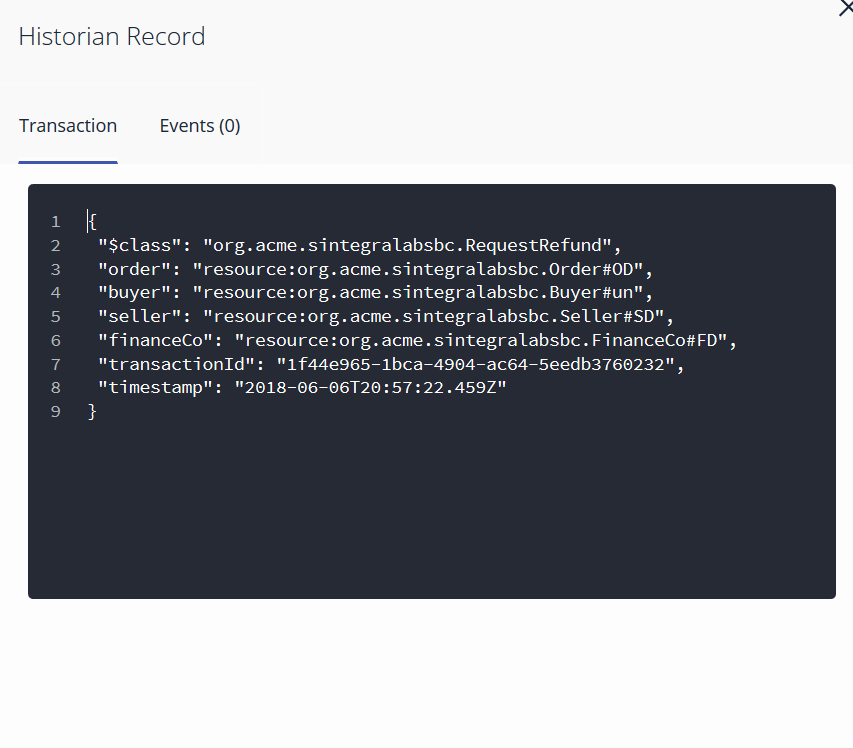 Historian Record
Transaction Events (0)
1 {
2 "$class": "org.acme.sintegralabsbc.RequestRefund",
3 "order": "resource:org.acme.sintegralabsbc.Order#OD",
4 "buyer": "resource:org.acme.sintegralabsbc.Buyer#un",
5 "seller": "resource:org.acme.sintegralabsbc.Seller#SD",
6 "financeCo": "resource:org.acme.sintegralabsbc.FinanceCo#FD",
7 "transactionId": "1f44e965-1bca-4904-ac64-5eedb3760232",
8 "timestamp": "2018-06-06T20:57:22.459Z"
9 }